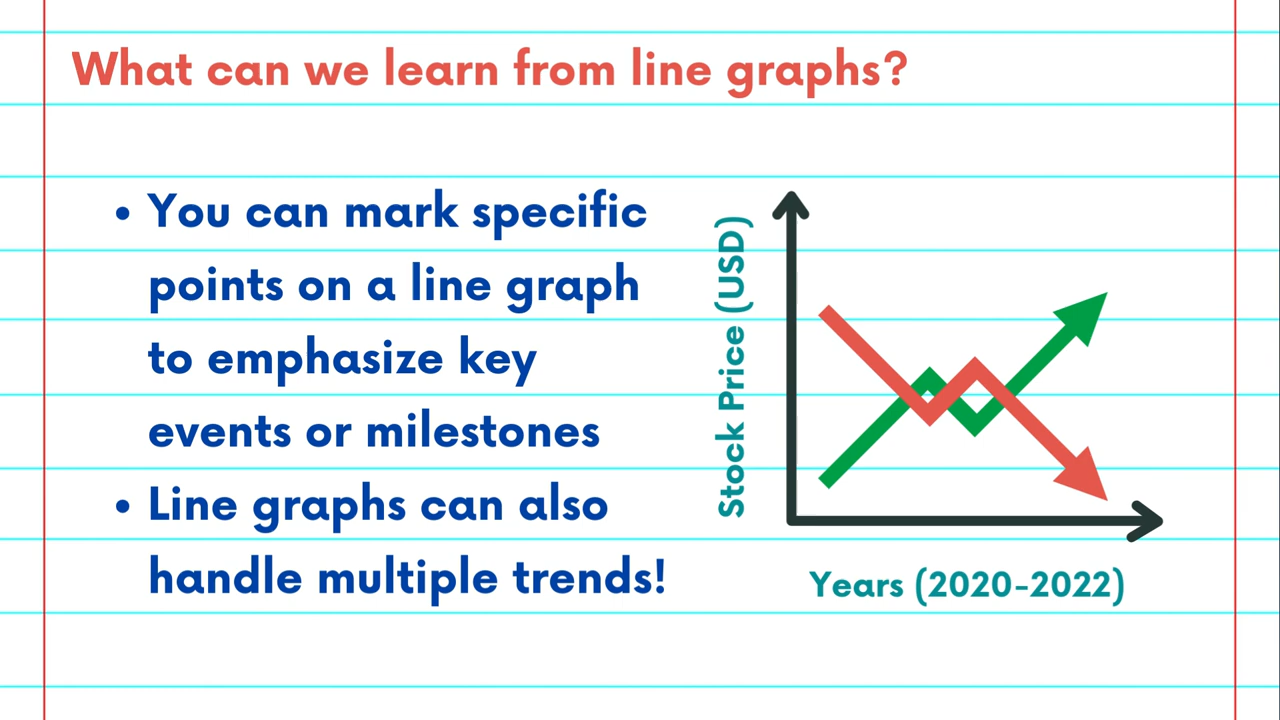 What can we learn from line graphs?
• You can mark specific
points on a line graph
to emphasize key
events or milestones
• Line graphs can also
handle multiple trends!
Stock Price (USD)
Years (2020-2022)